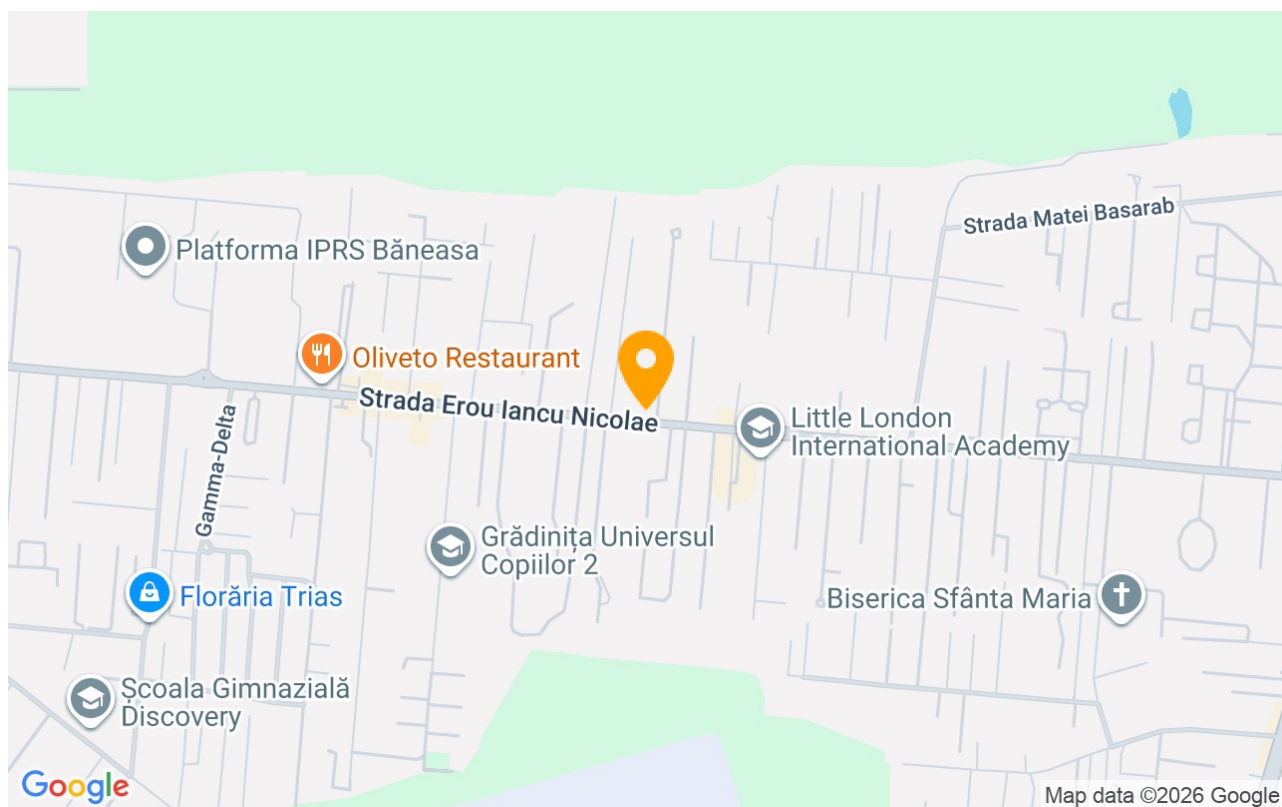 Strada Matei Basarab
Platforma IPRS Băneasa
Oliveto Restaurant
Strada Erou Iancu Nicolae
Little London
International Academy
Gamma-Delta
Grădinița Universul
Copiilor 2
Florăria Trias
Biserica Sfânta Maria
Școala Gimnazială
Discovery
Google
Map data ©2026 Google